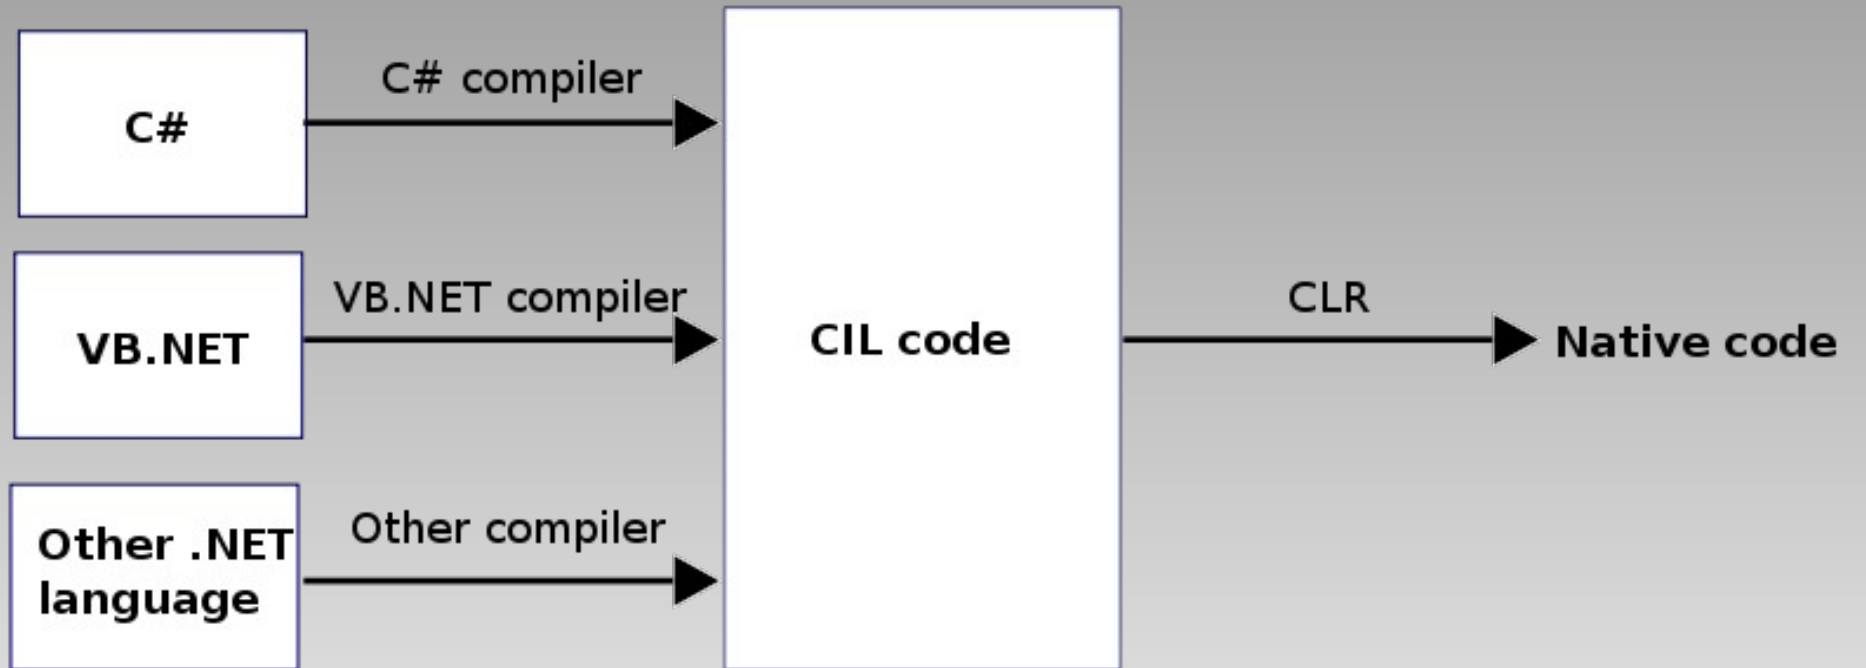 C#
C# compiler
VB.NET
VB.NET compiler
Other .NET
language
Other compiler
CIL code
CLR
Native code